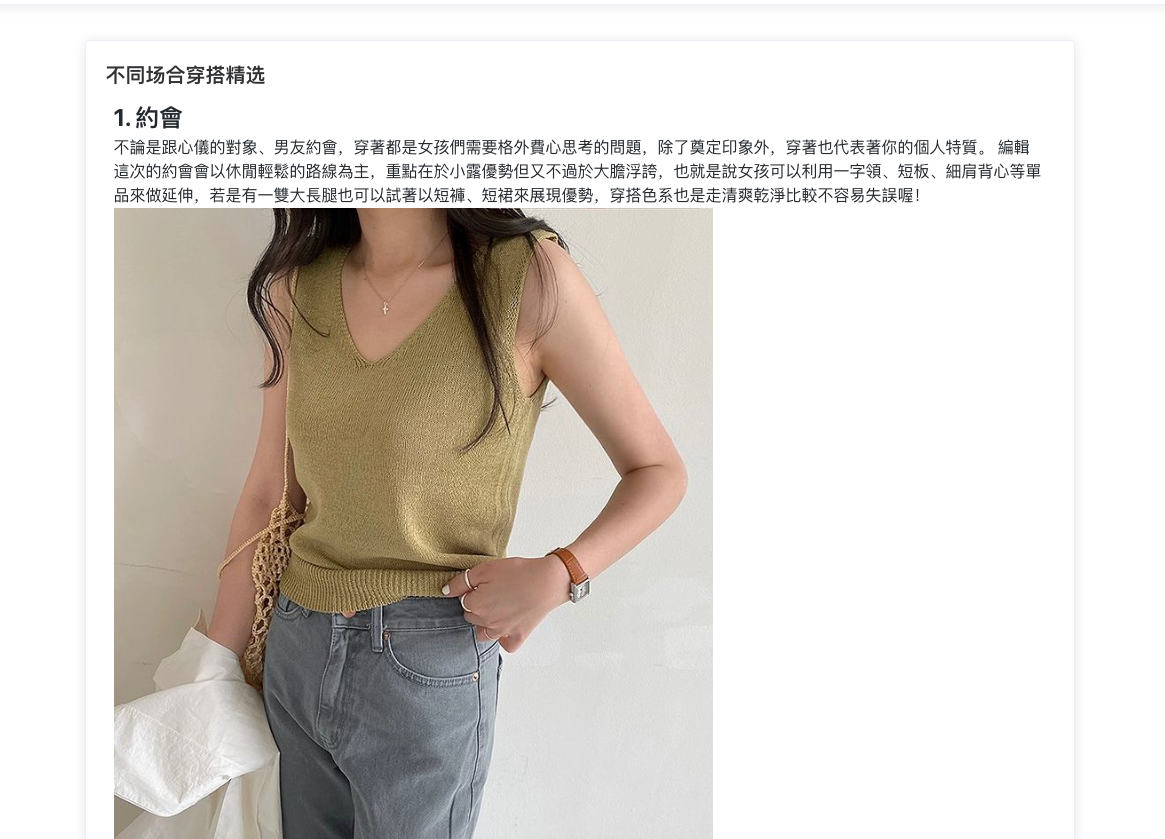 不同场合穿搭精选
1. 約會
不論是跟心儀的對象、男友約會，穿著都是女孩們需要格外費心思考的問題，除了奠定印象外，穿著也代表著你的個人特質。 編輯
這次的約會會以休閒輕鬆的路線為主，重點在於小露優勢但又不過於大膽浮誇，也就是說女孩可以利用一字領、短板、細肩背心等單
品來做延伸，若是有一雙大長腿也可以試著以短褲、短裙來展現優勢，穿搭色系也是走清爽乾淨比較不容易失誤喔！